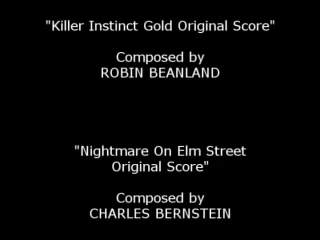 "Killer Instinct Gold Original Score"
Composed by
ROBIN BEANLAND
"Nightmare On Elm Street
Original Score"
Composed by
CHARLES BERNSTEIN